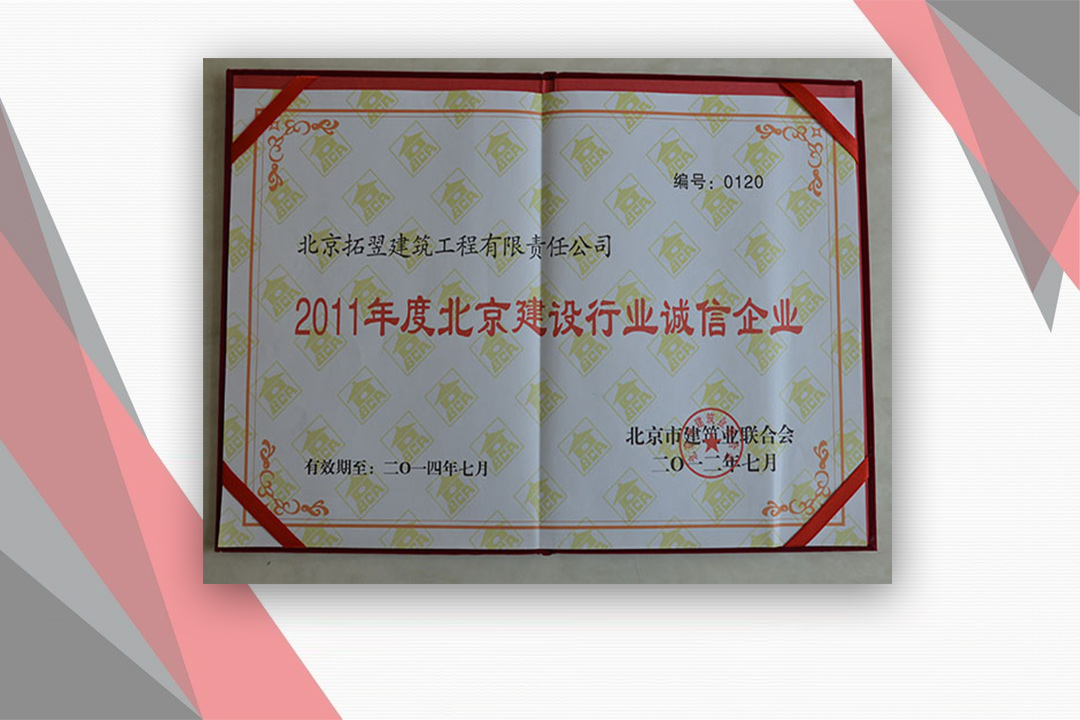 编号：0120
北京拓翌建筑工程有限责任公司
2011年度北京建设行业诚信企业
北京市建筑业联合会
有效期至：二O一四年七月
二O一二年七月